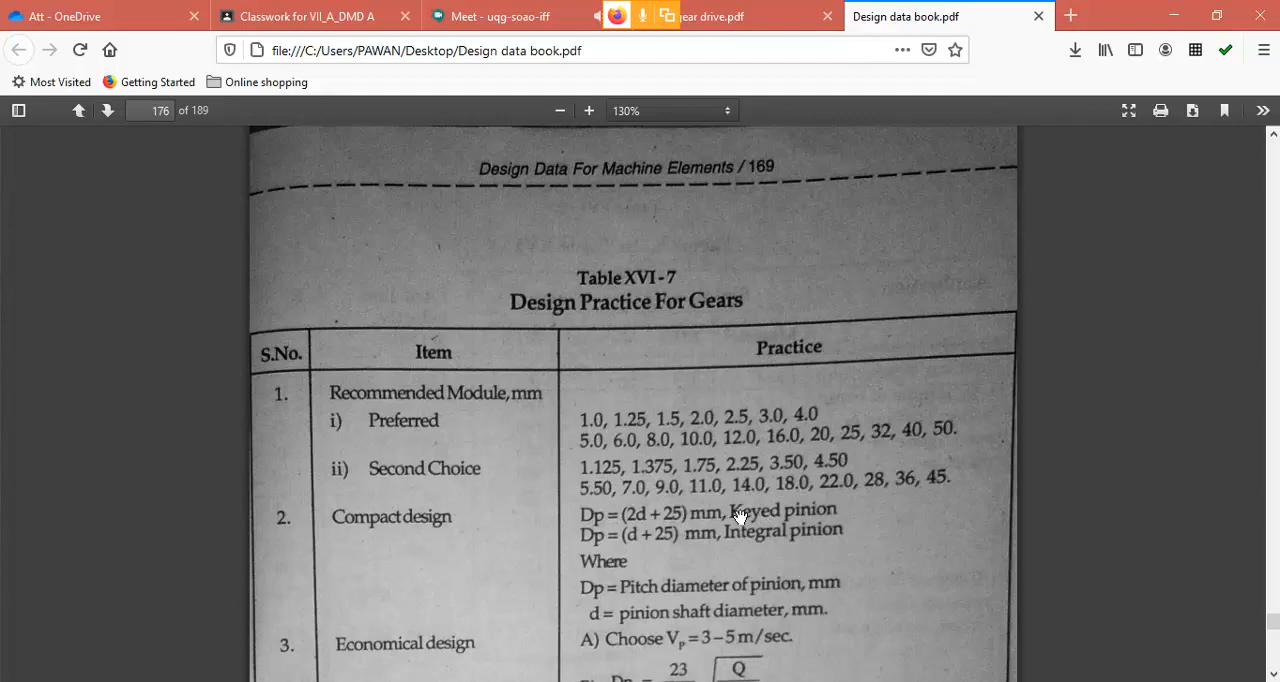 Att - OneDrive
Classwork for VII_A_DMD A
Meet - uqg-soao-iff
gear drive.pdf
Design data book.pdf
file:///C:/Users/PAWAN/Desktop/Design data book.pdf
Most Visited
Getting Started
Online shopping
176 of 189
130%
Design Data For Machine Elements / 169
Table XVI - 7
Design Practice For Gears
S.No. Item Practice
1. Recommended Module, mm
i) Preferred 1.0, 1.25, 1.5, 2.0, 2.5, 3.0, 4.0
5.0, 6.0, 8.0, 10.0, 12.0, 16.0, 20, 25, 32, 40, 50.
ii) Second Choice 1.125, 1.375, 1.75, 2.25, 3.50, 4.50
5.50, 7.0, 9.0, 11.0, 14.0, 18.0, 22.0, 28, 36, 45.
2. Compact design Dp = (2d + 25) mm, Keyed pinion
Dp = (d + 25) mm, Integral pinion
Where
Dp = Pitch diameter of pinion, mm
d = pinion shaft diameter, mm.
3. Economical design A) Choose Vp = 3 – 5 m/sec.
23 Q
Dp =